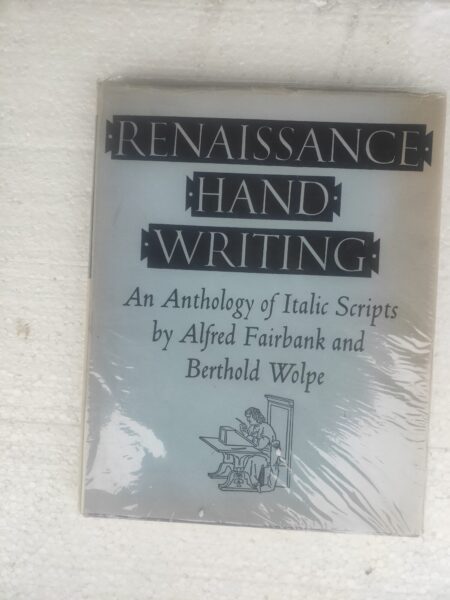 RENAISSANCE
HAND
WRITING
An Anthology of Italic Scripts
by Alfred Fairbank and
Berthold Wolpe